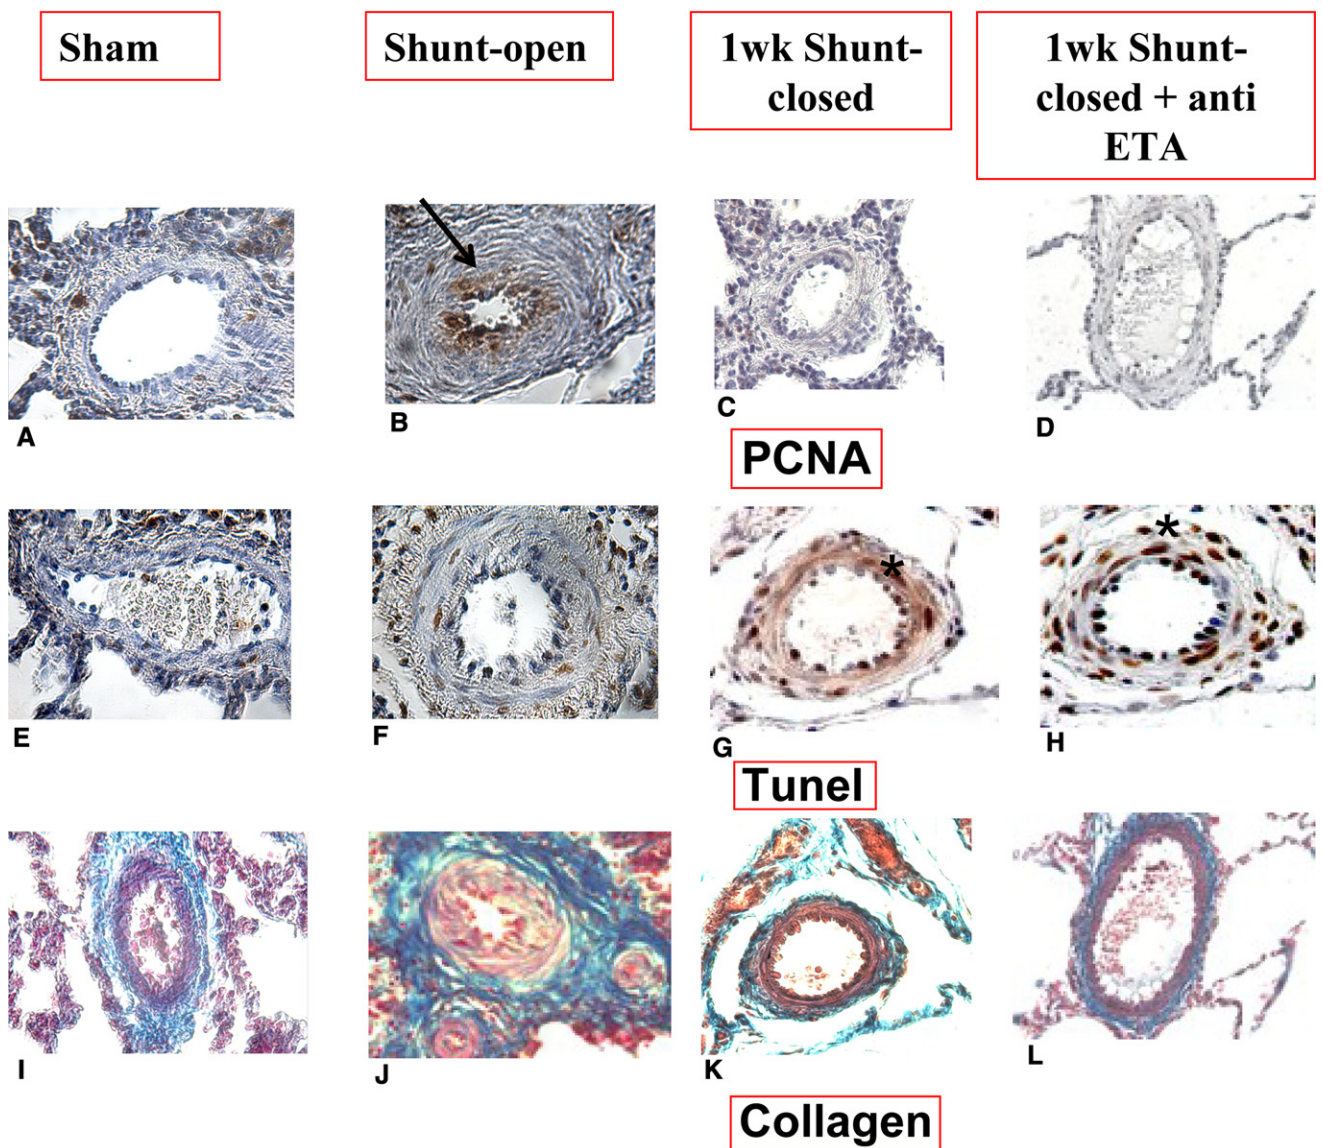 Sham
Shunt-open
1wk Shunt-
closed
1wk Shunt-
closed + anti
ETA
A
B
C
D
PCNA
E
F
*
G
*
H
Tunel
I
J
K
L
Collagen